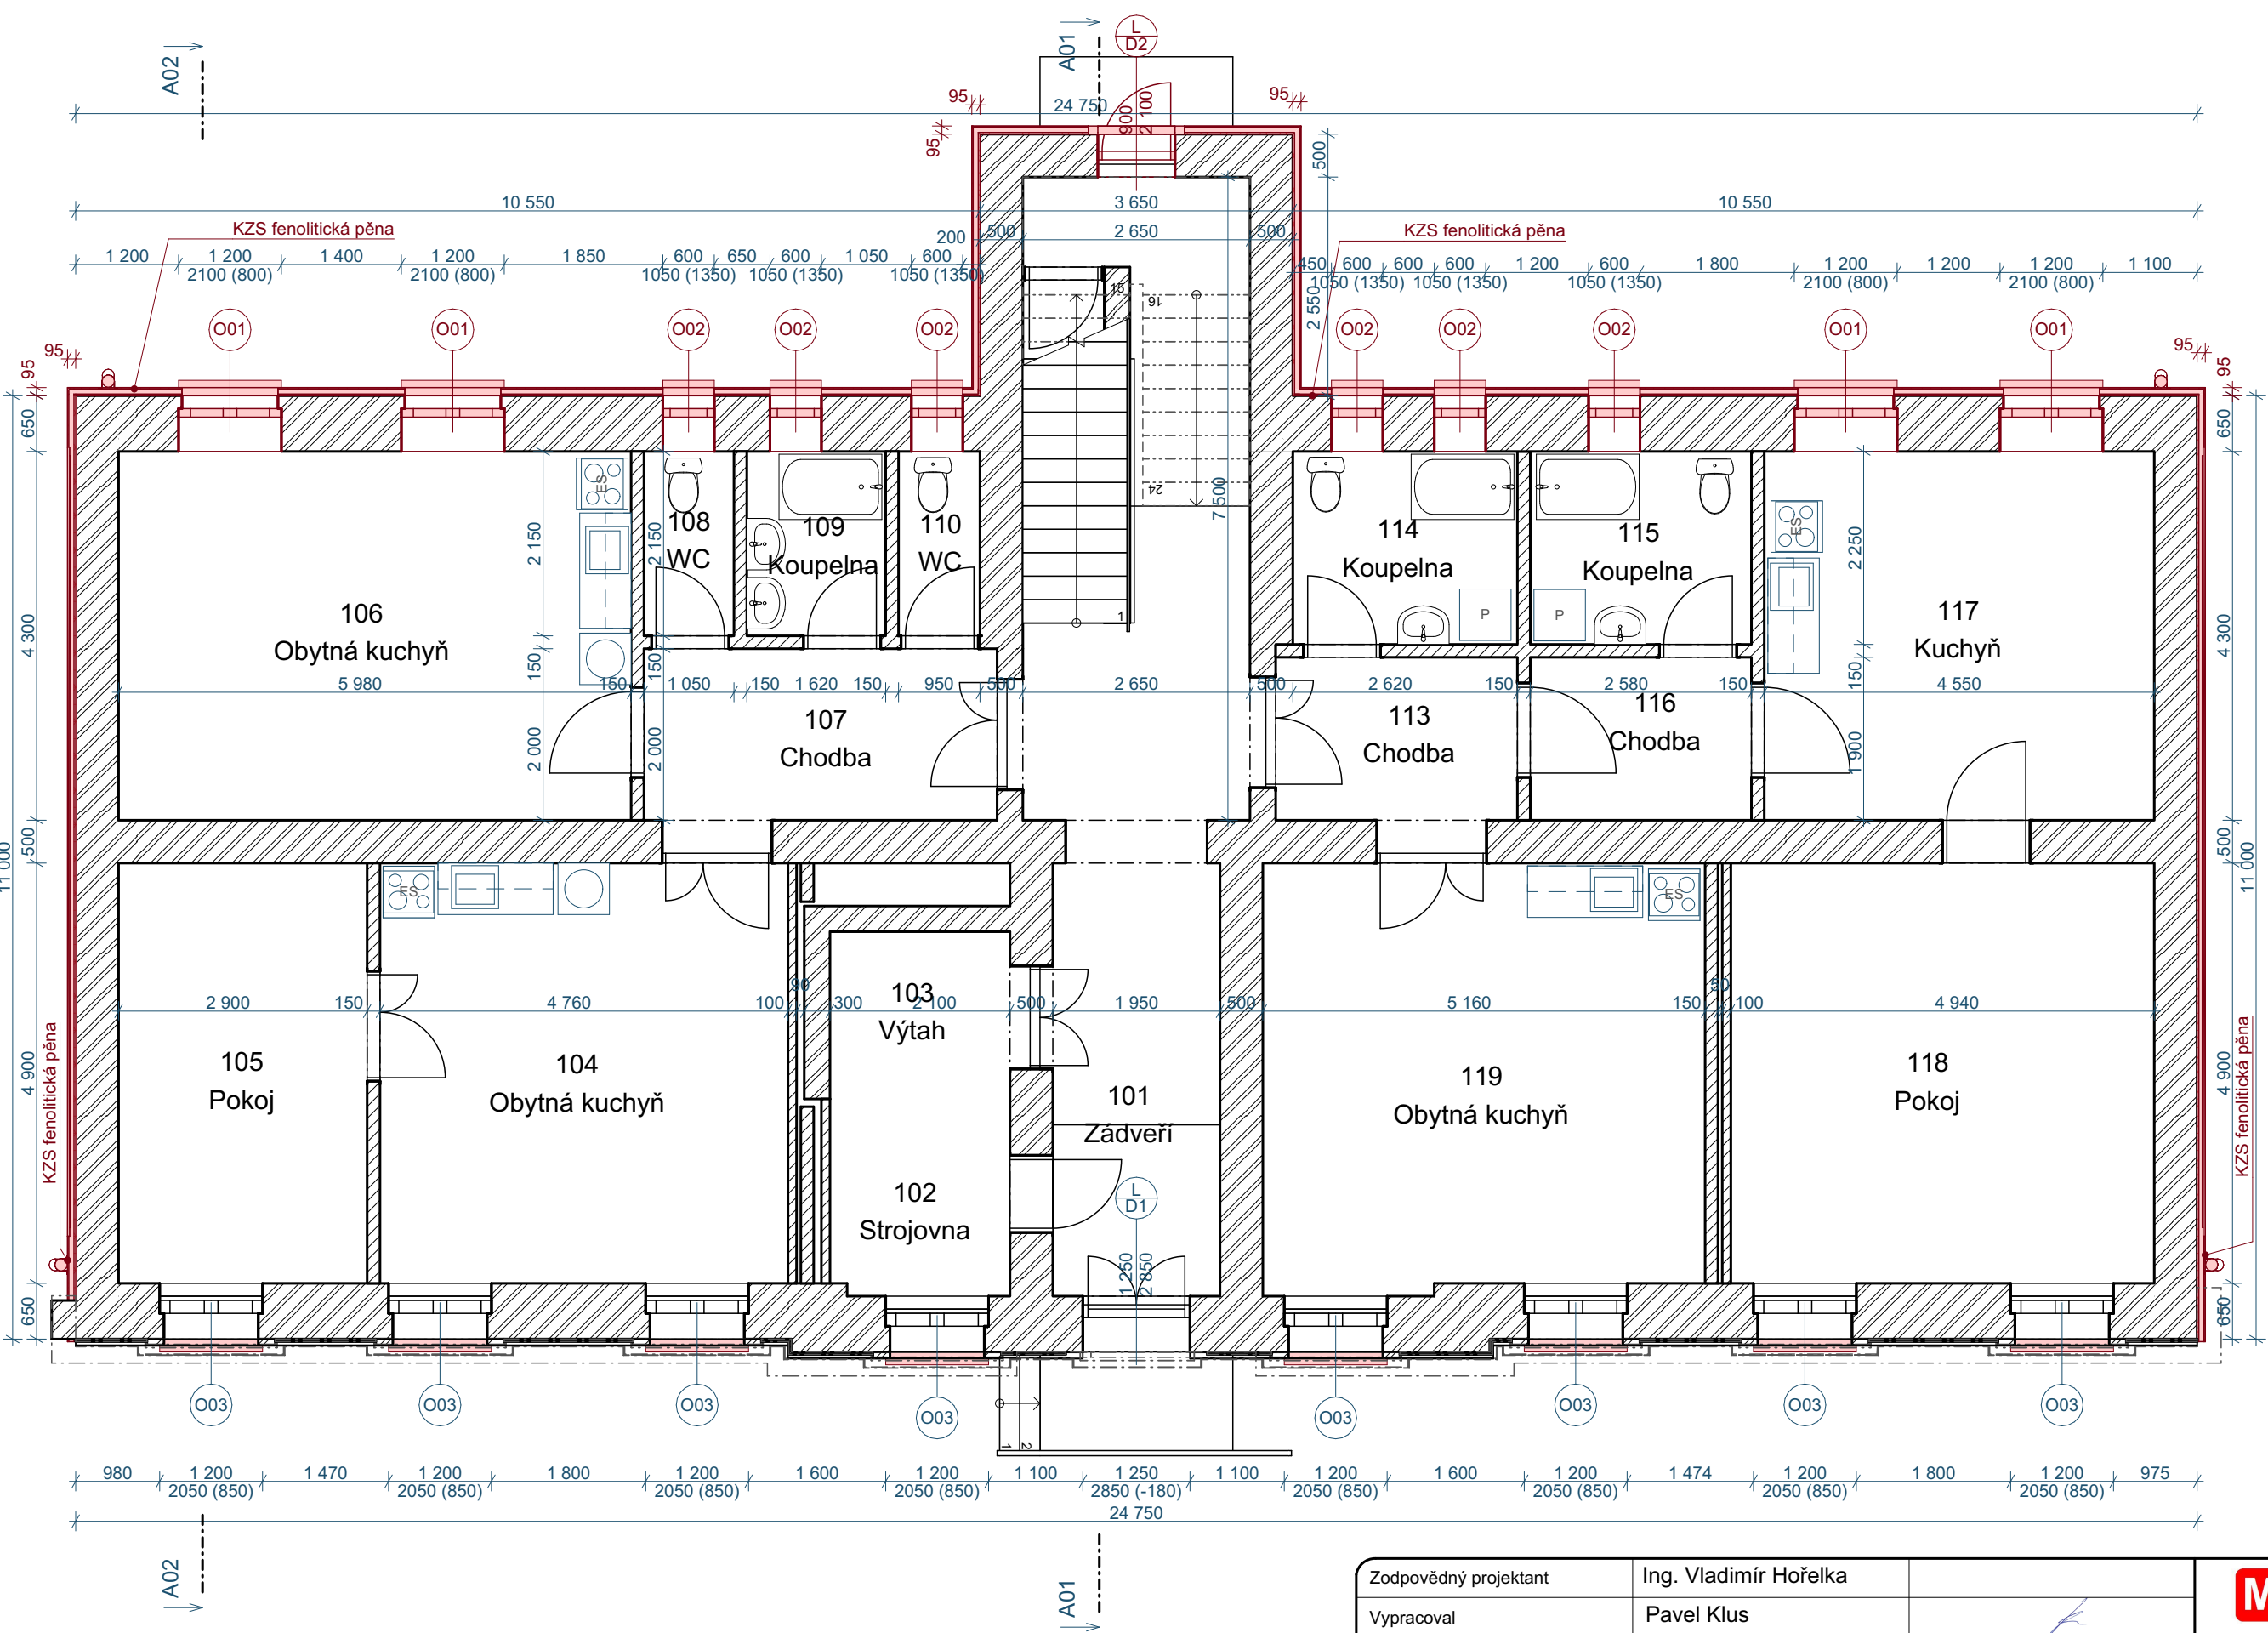 A02
A01
L
D2
95
24 750
900
2 100
95
95
500
10 550
3 650
10 550
KZS fenolitická pěna
KZS fenolitická pěna
200
500
2 650
500
1 200
1 200
1 400
1 200
1 850
600
650
600
1 050
600
2100 (800)
2100 (800)
1050 (1350)
1050 (1350)
1050 (1350)
450
600
600
600
1 200
600
1 800
1 200
1 200
1 200
1 100
1050 (1350)
1050 (1350)
1050 (1350)
2100 (800)
2100 (800)
2 550
15
16
O01
O01
O02
O02
O02
O02
O02
O02
O01
O01
95
95
95
95
650
650
ES
24
7 500
ES
2 150
2 150
2 250
108
WC
109
Koupelna
110
WC
114
Koupelna
115
Koupelna
106
Obytná kuchyň
1
P
P
117
Kuchyň
4 300
4 300
150
150
150
5 980
150
1 050
150
1 620
150
950
500
2 650
500
2 620
150
2 580
150
4 550
107
Chodba
113
Chodba
116
Chodba
2 000
2 000
1 900
11 000
500
500
11 000
ES
ES
2 900
150
4 760
100
90
300
103
2 100
Výtah
500
1 950
500
5 160
150
50
100
4 940
105
Pokoj
104
Obytná kuchyň
101
Zádveří
119
Obytná kuchyň
118
Pokoj
4 900
KZS fenolitická pěna
4 900
KZS fenolitická pěna
102
Strojovna
L
D1
1 250
2 850
650
650
O03
O03
O03
O03
O03
O03
O03
O03
1
2
980
1 200
1 470
1 200
1 800
1 200
1 600
1 200
1 100
1 250
1 100
1 200
1 600
1 200
1 474
1 200
1 800
1 200
975
2050 (850)
2050 (850)
2050 (850)
2050 (850)
2850 (-180)
2050 (850)
2050 (850)
2050 (850)
2050 (850)
24 750
A02
A01
Zodpovědný projektant
Ing. Vladimír Hořelka
Vypracoval
Pavel Klus
M